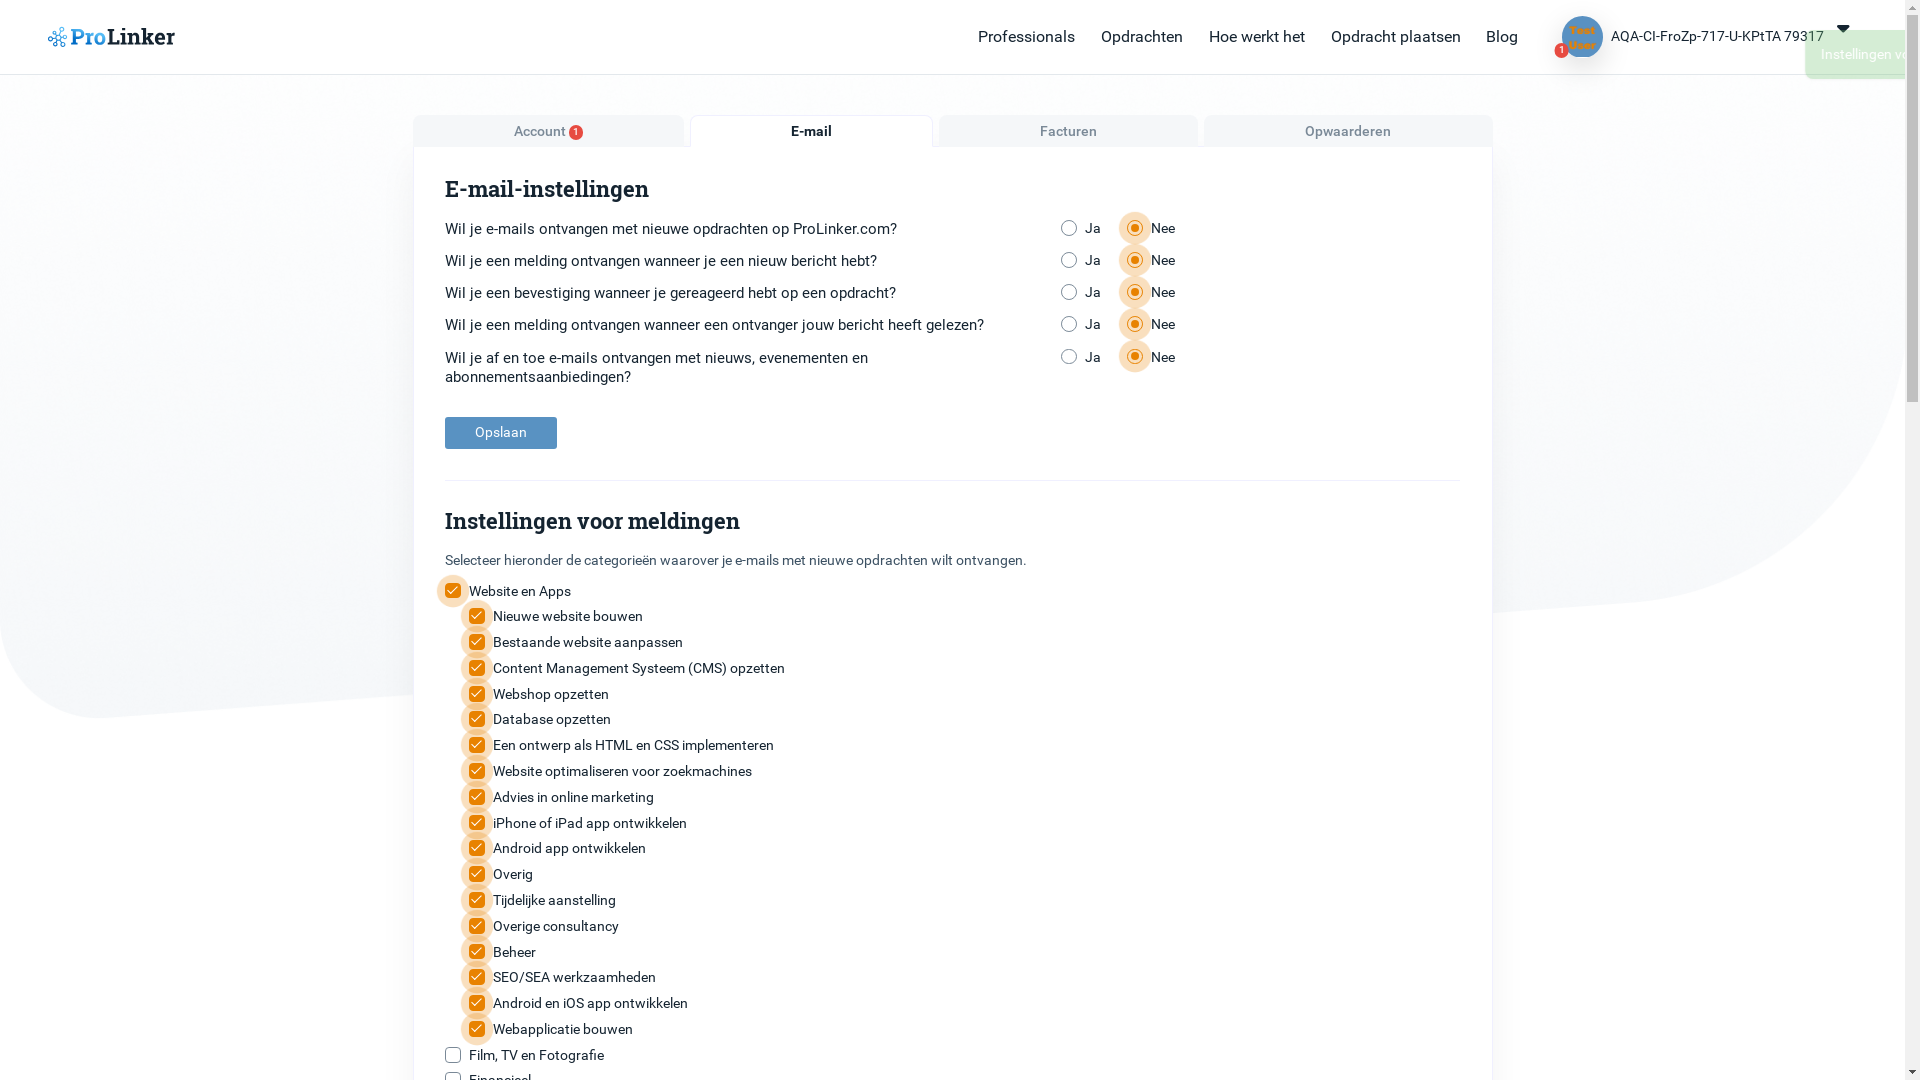 ProLinker
Professionals
Opdrachten
Hoe werkt het
Opdracht plaatsen
Blog
Test
User
1
AQA-CI-FroZp-717-U-KPtTA 79317
Instellingen
Account 1
E-mail
Facturen
Opwaarderen
E-mail-instellingen
Wil je e-mails ontvangen met nieuwe opdrachten op ProLinker.com?
Ja Nee
Wil je een melding ontvangen wanneer je een nieuw bericht hebt?
Ja Nee
Wil je een bevestiging wanneer je gereageerd hebt op een opdracht?
Ja Nee
Wil je een melding ontvangen wanneer een ontvanger jouw bericht heeft gelezen?
Ja Nee
Wil je af en toe e-mails ontvangen met nieuws, evenementen en
abonnementsaanbiedingen?
Ja Nee
Opslaan
Instellingen voor meldingen
Selecteer hieronder de categorieën waarover je e-mails met nieuwe opdrachten wilt ontvangen.
Website en Apps
Nieuwe website bouwen
Bestaande website aanpassen
Content Management Systeem (CMS) opzetten
Webshop opzetten
Database opzetten
Een ontwerp als HTML en CSS implementeren
Website optimaliseren voor zoekmachines
Advies in online marketing
iPhone of iPad app ontwikkelen
Android app ontwikkelen
Overig
Tijdelijke aanstelling
Overige consultancy
Beheer
SEO/SEA werkzaamheden
Android en iOS app ontwikkelen
Webapplicatie bouwen
Film, TV en Fotografie
Financieel